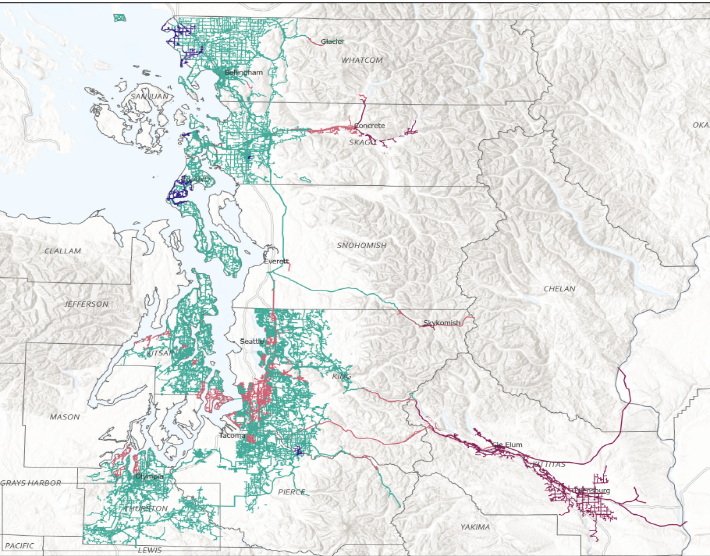 Glacier
WHATCOM
Bellingham
SAN JUAN
OKA
Concrete
SKAGIT
SNOHOMISH
Everett
CLALLAM
CHELAN
JEFFERSON
Skykomish
Seattle
KITSAP
King
MASON
Tacoma
Cle Elum
KITTITAS
Olympia
GRAYS HARBOR
Ellensburg
PIERCE
THURSTON
YAKIMA
PACIFIC
LEWIS